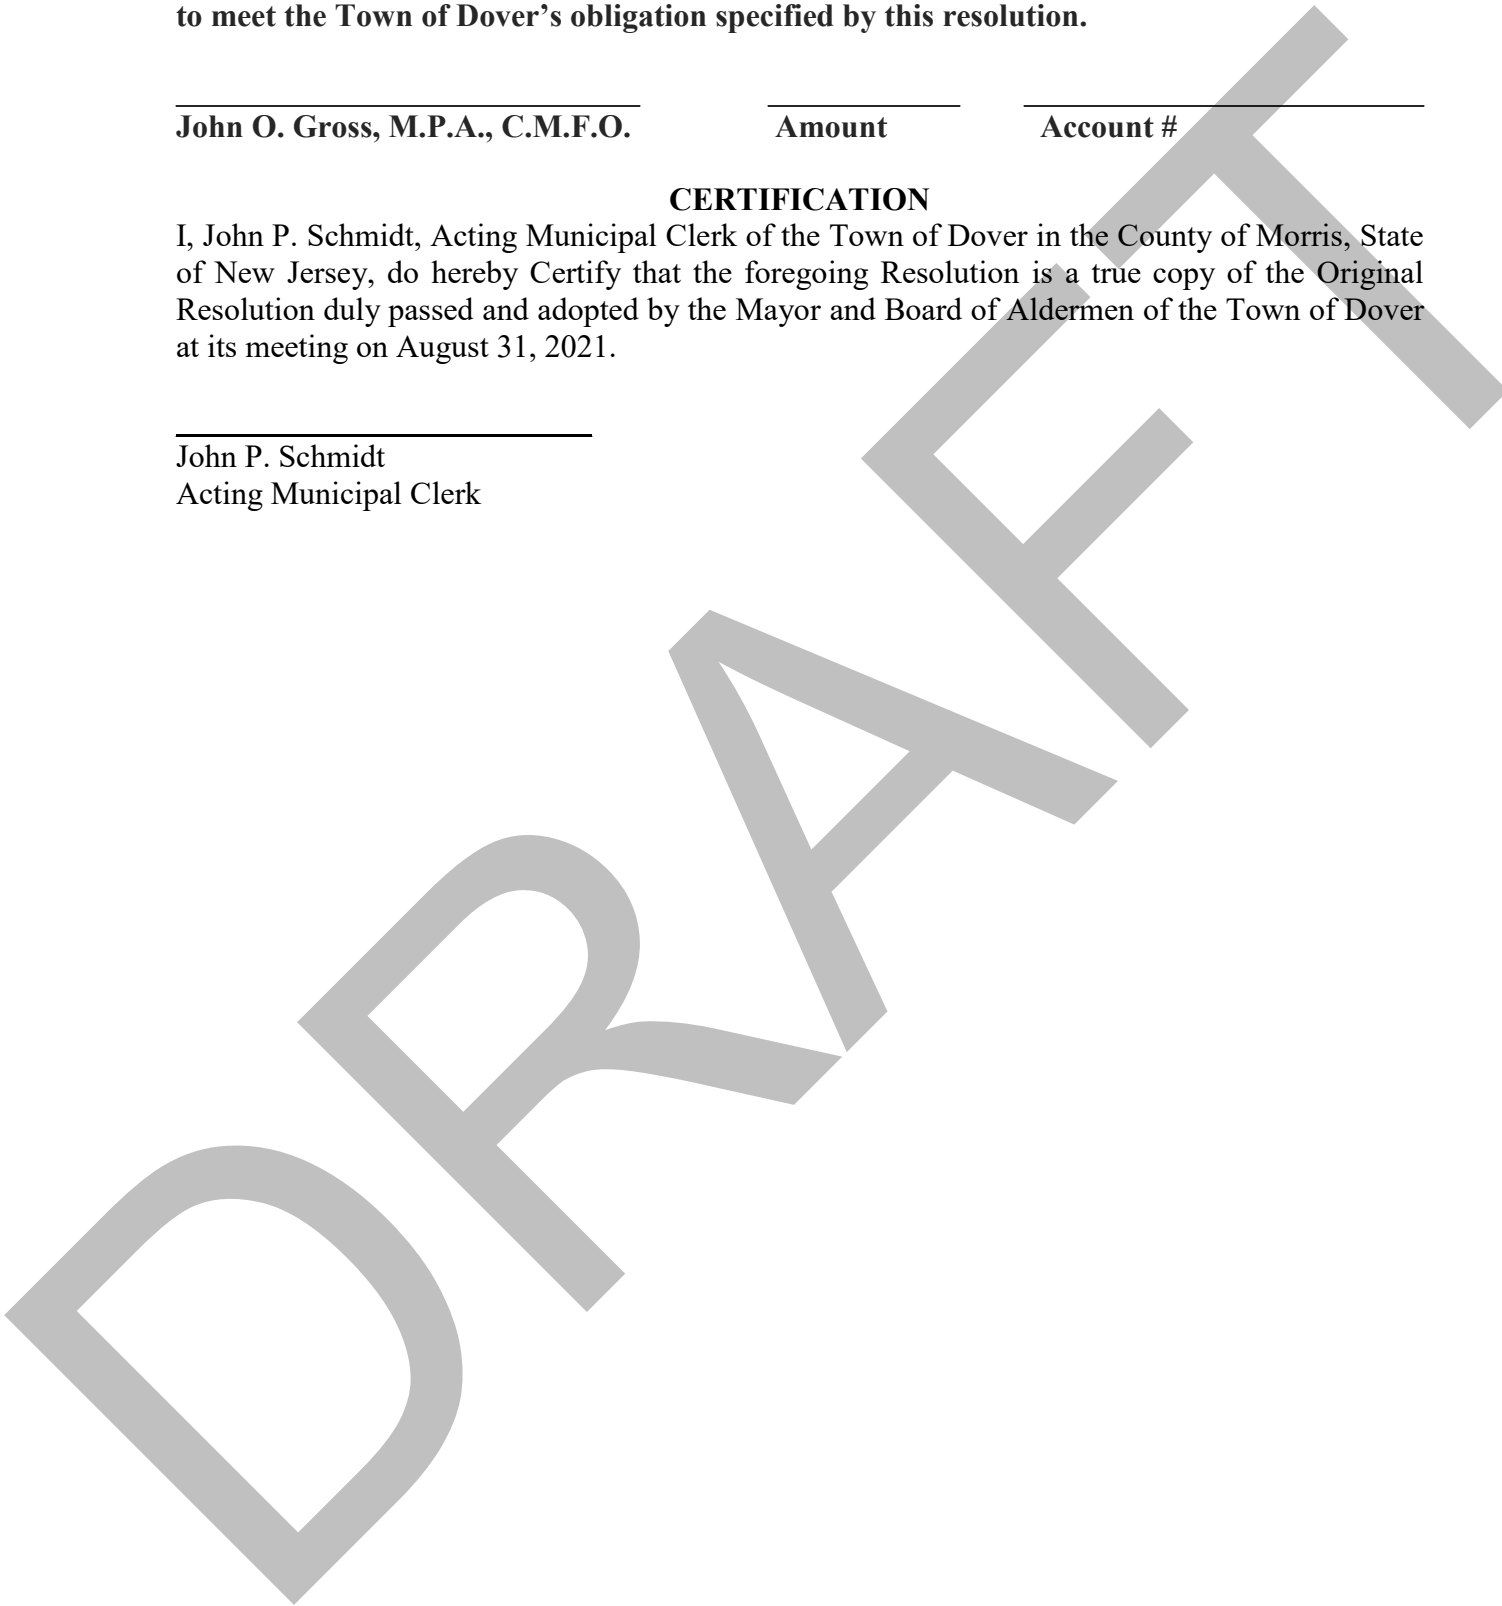 to meet the Town of Dover’s obligation specified by this resolution.
John O. Gross, M.P.A., C.M.F.O. Amount Account #
CERTIFICATION
I, John P. Schmidt, Acting Municipal Clerk of the Town of Dover in the County of Morris, State
of New Jersey, do hereby Certify that the foregoing Resolution is a true copy of the Original
Resolution duly passed and adopted by the Mayor and Board of Aldermen of the Town of Dover
at its meeting on August 31, 2021.
John P. Schmidt
Acting Municipal Clerk
DRAFT